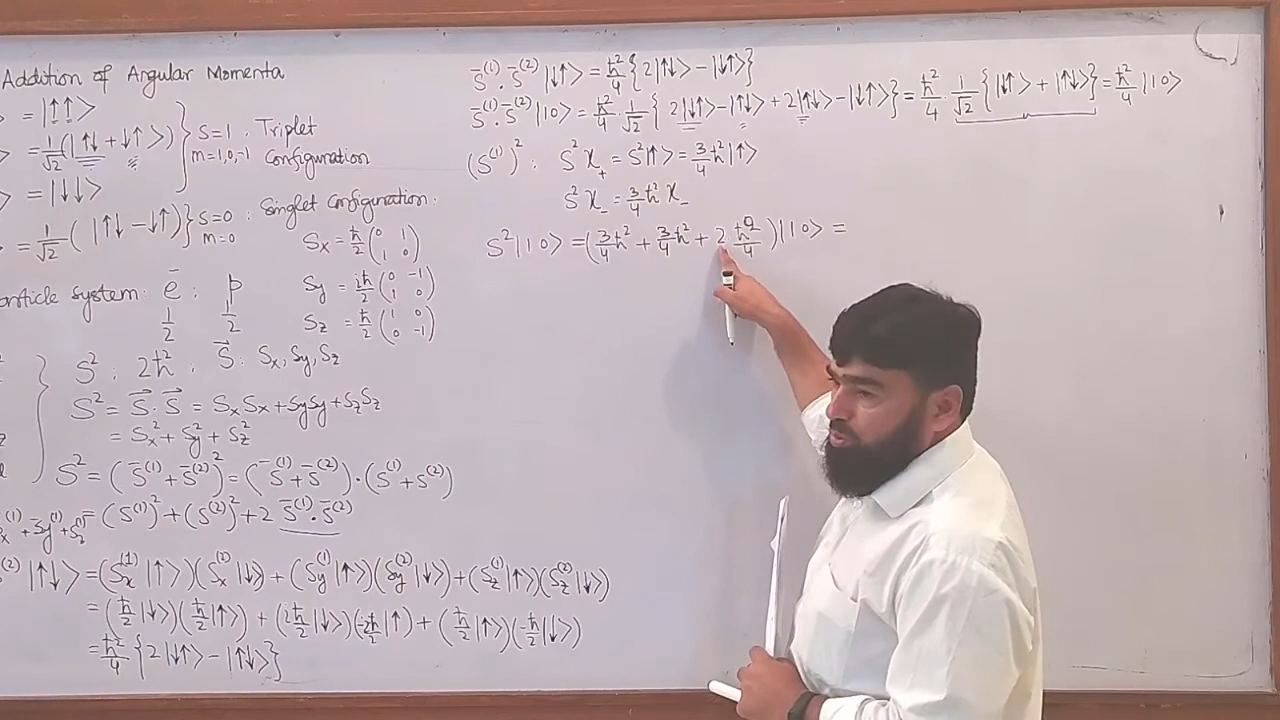 Addition of Angular Momenta
= |↑↑>
= 1/√2 (|↑↓ + ↓↑>)
= |↓↓>
} S=1 : Triplet
m=1,0,-1 Configuration
= 1/√2 ( |↑↓ - ↓↑) } S=0 : Singlet Configuration.
m=0
Sx = ħ/2 (0 1
1 0)
particle system: e̅ : p
1/2 1/2
Sy = iħ/2 (0 -1
1 0)
Sz = ħ/2 (1 0
0 -1)
S² : 2ħ² . S⃗ : Sx, Sy, Sz
S² = S⃗ . S⃗ = SxSx + SySy + SzSz
= Sx² + Sy² + Sz²
S² = (S̅⁽¹⁾ + S̅⁽²⁾)² = (S̅⁽¹⁾ + S̅⁽²⁾) . (S⁽¹⁾ + S⁽²⁾)
= (S⁽¹⁾)² + (S⁽²⁾)² + 2 S̅⁽¹⁾ . S̅⁽²⁾
⁽²⁾ |↑↓> = (Sx⁽¹⁾ |↑>)(Sx⁽²⁾ |↓>) + (Sy⁽¹⁾ |↑>)(Sy⁽²⁾ |↓>) + (Sz⁽¹⁾ |↑>)(Sz⁽²⁾ |↓>)
= (ħ/2 |↓>)(ħ/2 |↑>) + (iħ/2 |↓>)(-iħ/2 |↑>) + (ħ/2 |↑>)(-ħ/2 |↓>)
= ħ²/4 {2|↓↑> - |↑↓>}
S̅⁽¹⁾ . S̅⁽²⁾ |↓↑> = ħ²/4 {2|↑↓> - |↓↑>}
S̅⁽¹⁾ . S̅⁽²⁾ |10> = ħ²/4 . 1/√2 { 2|↓↑> - |↑↓> + 2|↑↓> - |↓↑> } = ħ²/4 1/√2 {|↓↑> + |↑↓>} = ħ²/4 |10>
(S⁽¹⁾)² : S² χ₊ = S²|↑> = 3/4 ħ² |↑>
S² χ₋ = 3/4 ħ² χ₋
S² |10> = (3/4 ħ² + 3/4 ħ² + 2 ħ²/4 ) |10> =